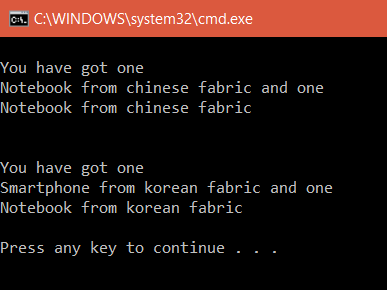 C:\WINDOWS\system32\cmd.exe
You have got one
Notebook from chinese fabric and one
Notebook from chinese fabric
You have got one
Smartphone from korean fabric and one
Notebook from korean fabric
Press any key to continue . . .